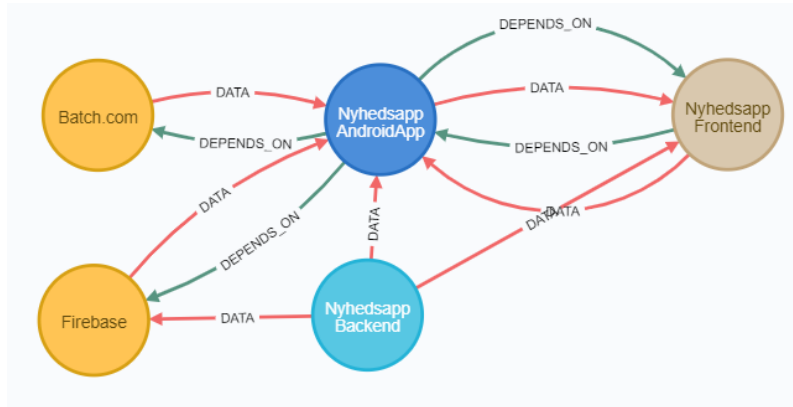 DEPENDS_ON
DATA
DATA
Batch.com
Nyhedsapp
AndroidApp
Nyhedsapp
Frontend
DEPENDS_ON
DEPENDS_ON
DATA
DATA
DATA
DATA
DEPENDS_ON
Firebase
DATA
Nyhedsapp
Backend